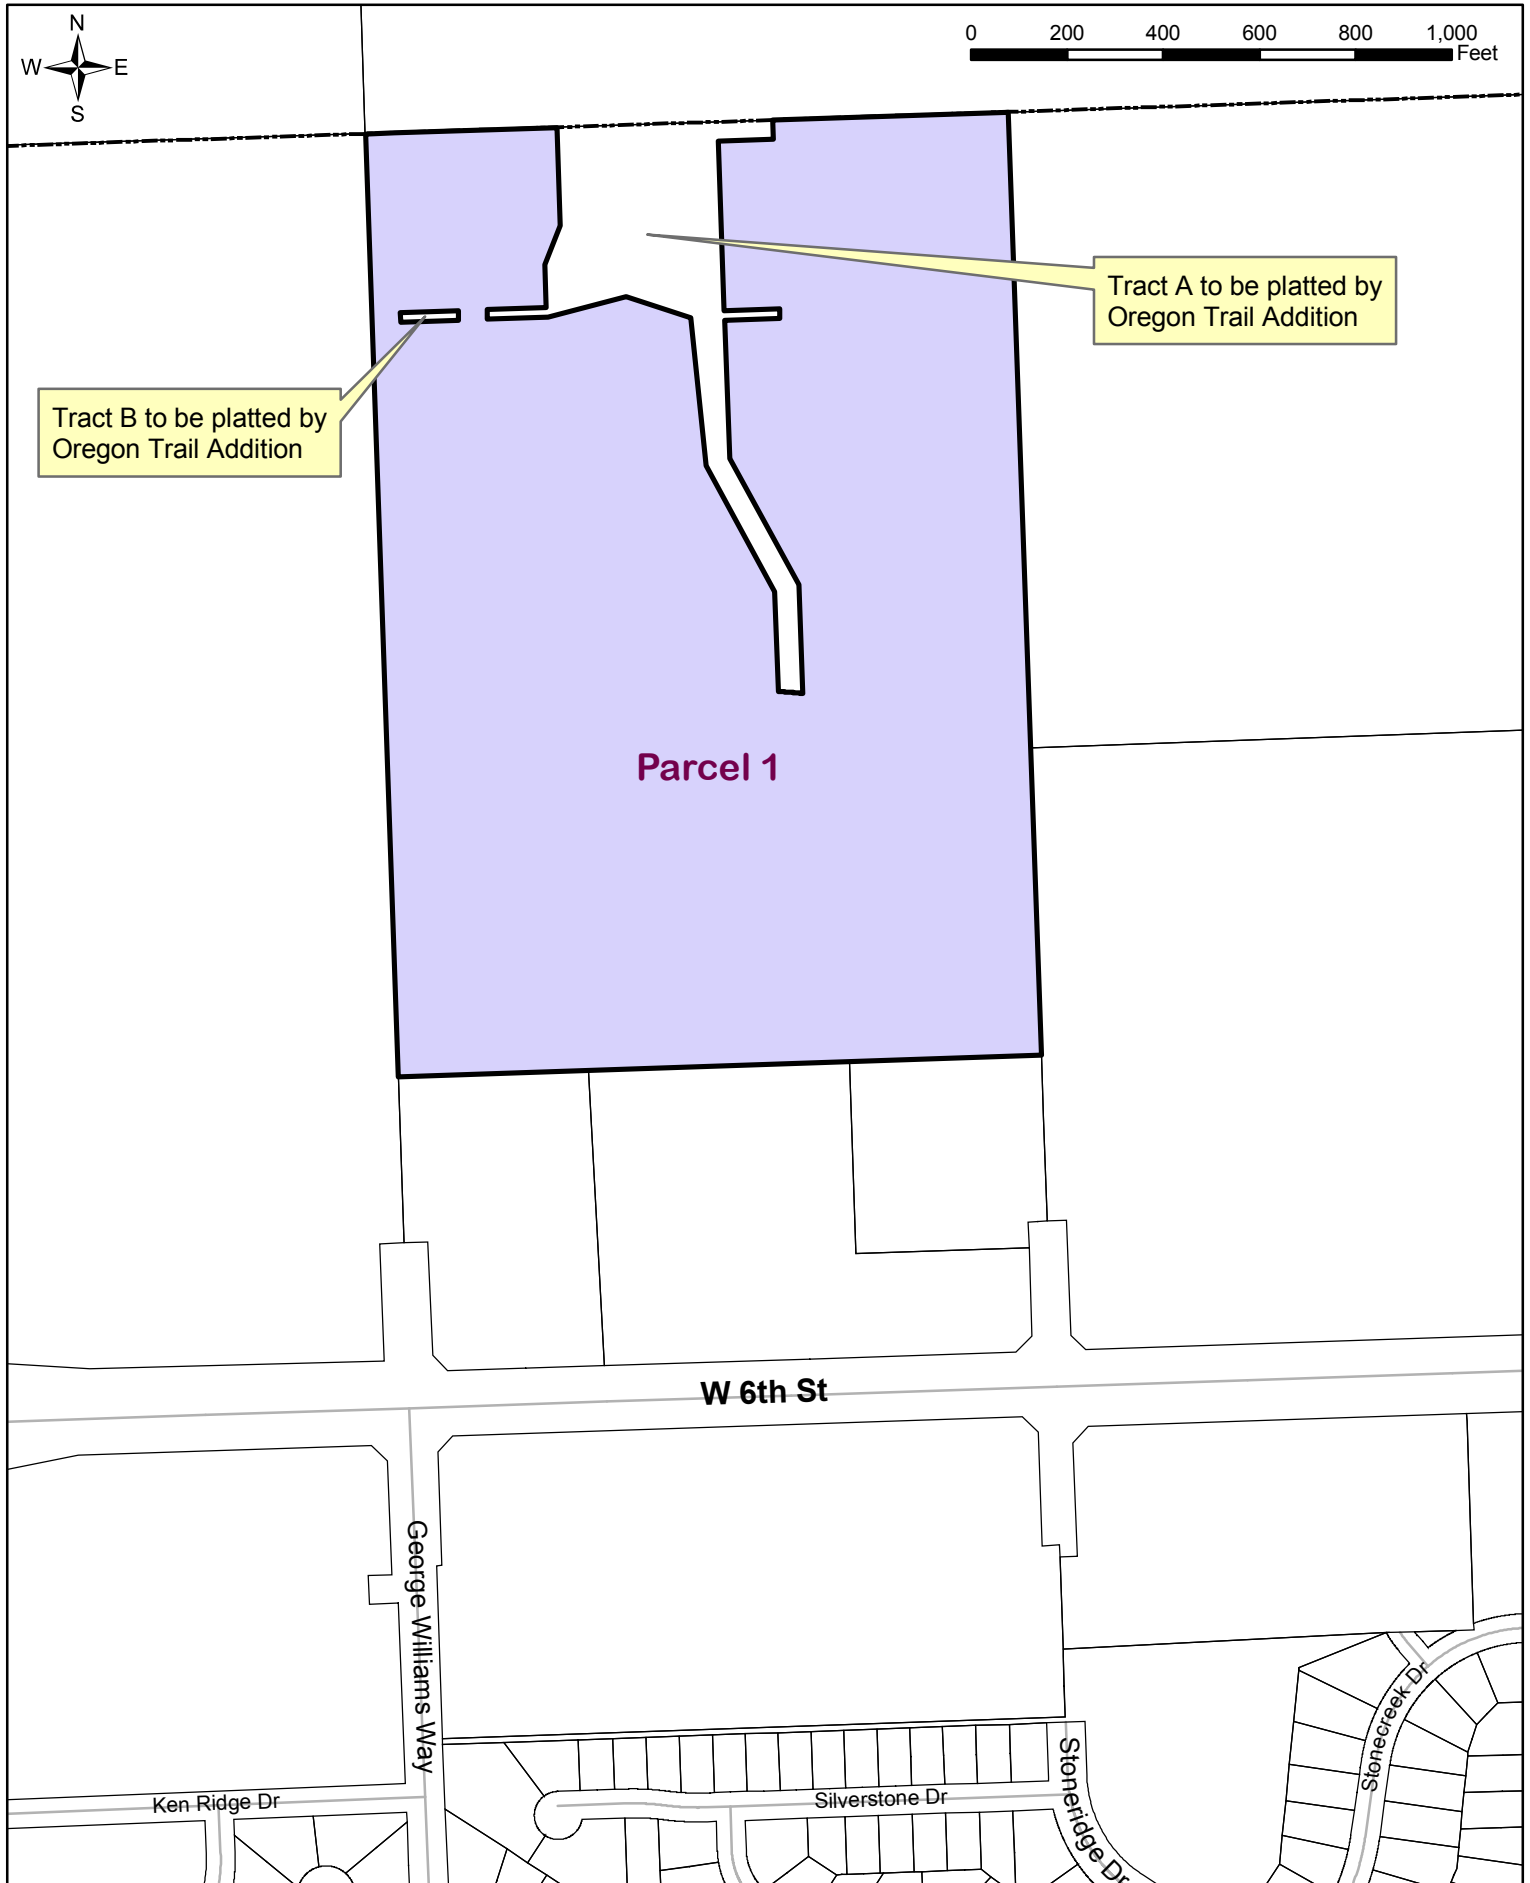 N
W E
S
0 200 400 600 800 1,000
Feet
Tract A to be platted by
Oregon Trail Addition
Tract B to be platted by
Oregon Trail Addition
Parcel 1
W 6th St
George Williams Way
Stonecreek Dr
Stoneridge Dr
Ken Ridge Dr
Silverstone Dr